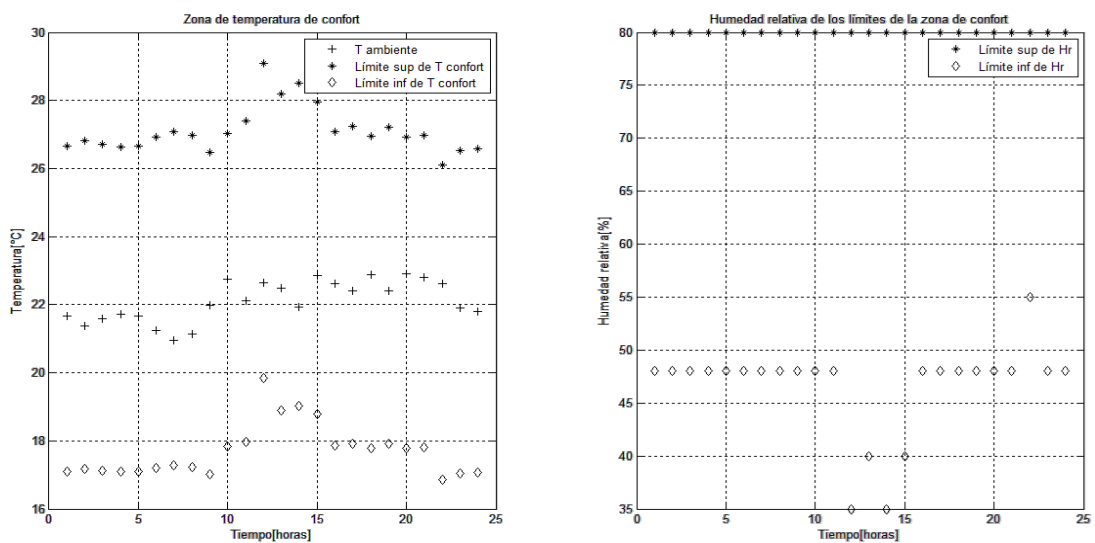 Zona de temperatura de confort
30
28
26
24
22
20
18
16
0
5
10
15
20
25
Temperatura[°C]
Tiempo[horas]
T ambiente
Límite sup de T confort
Límite inf de T confort
Humedad relativa de los límites de la zona de confort
80
75
70
65
60
55
50
45
40
35
0
5
10
15
20
25
Humedad relativa[%]
Tiempo[horas]
Límite sup de Hr
Límite inf de Hr